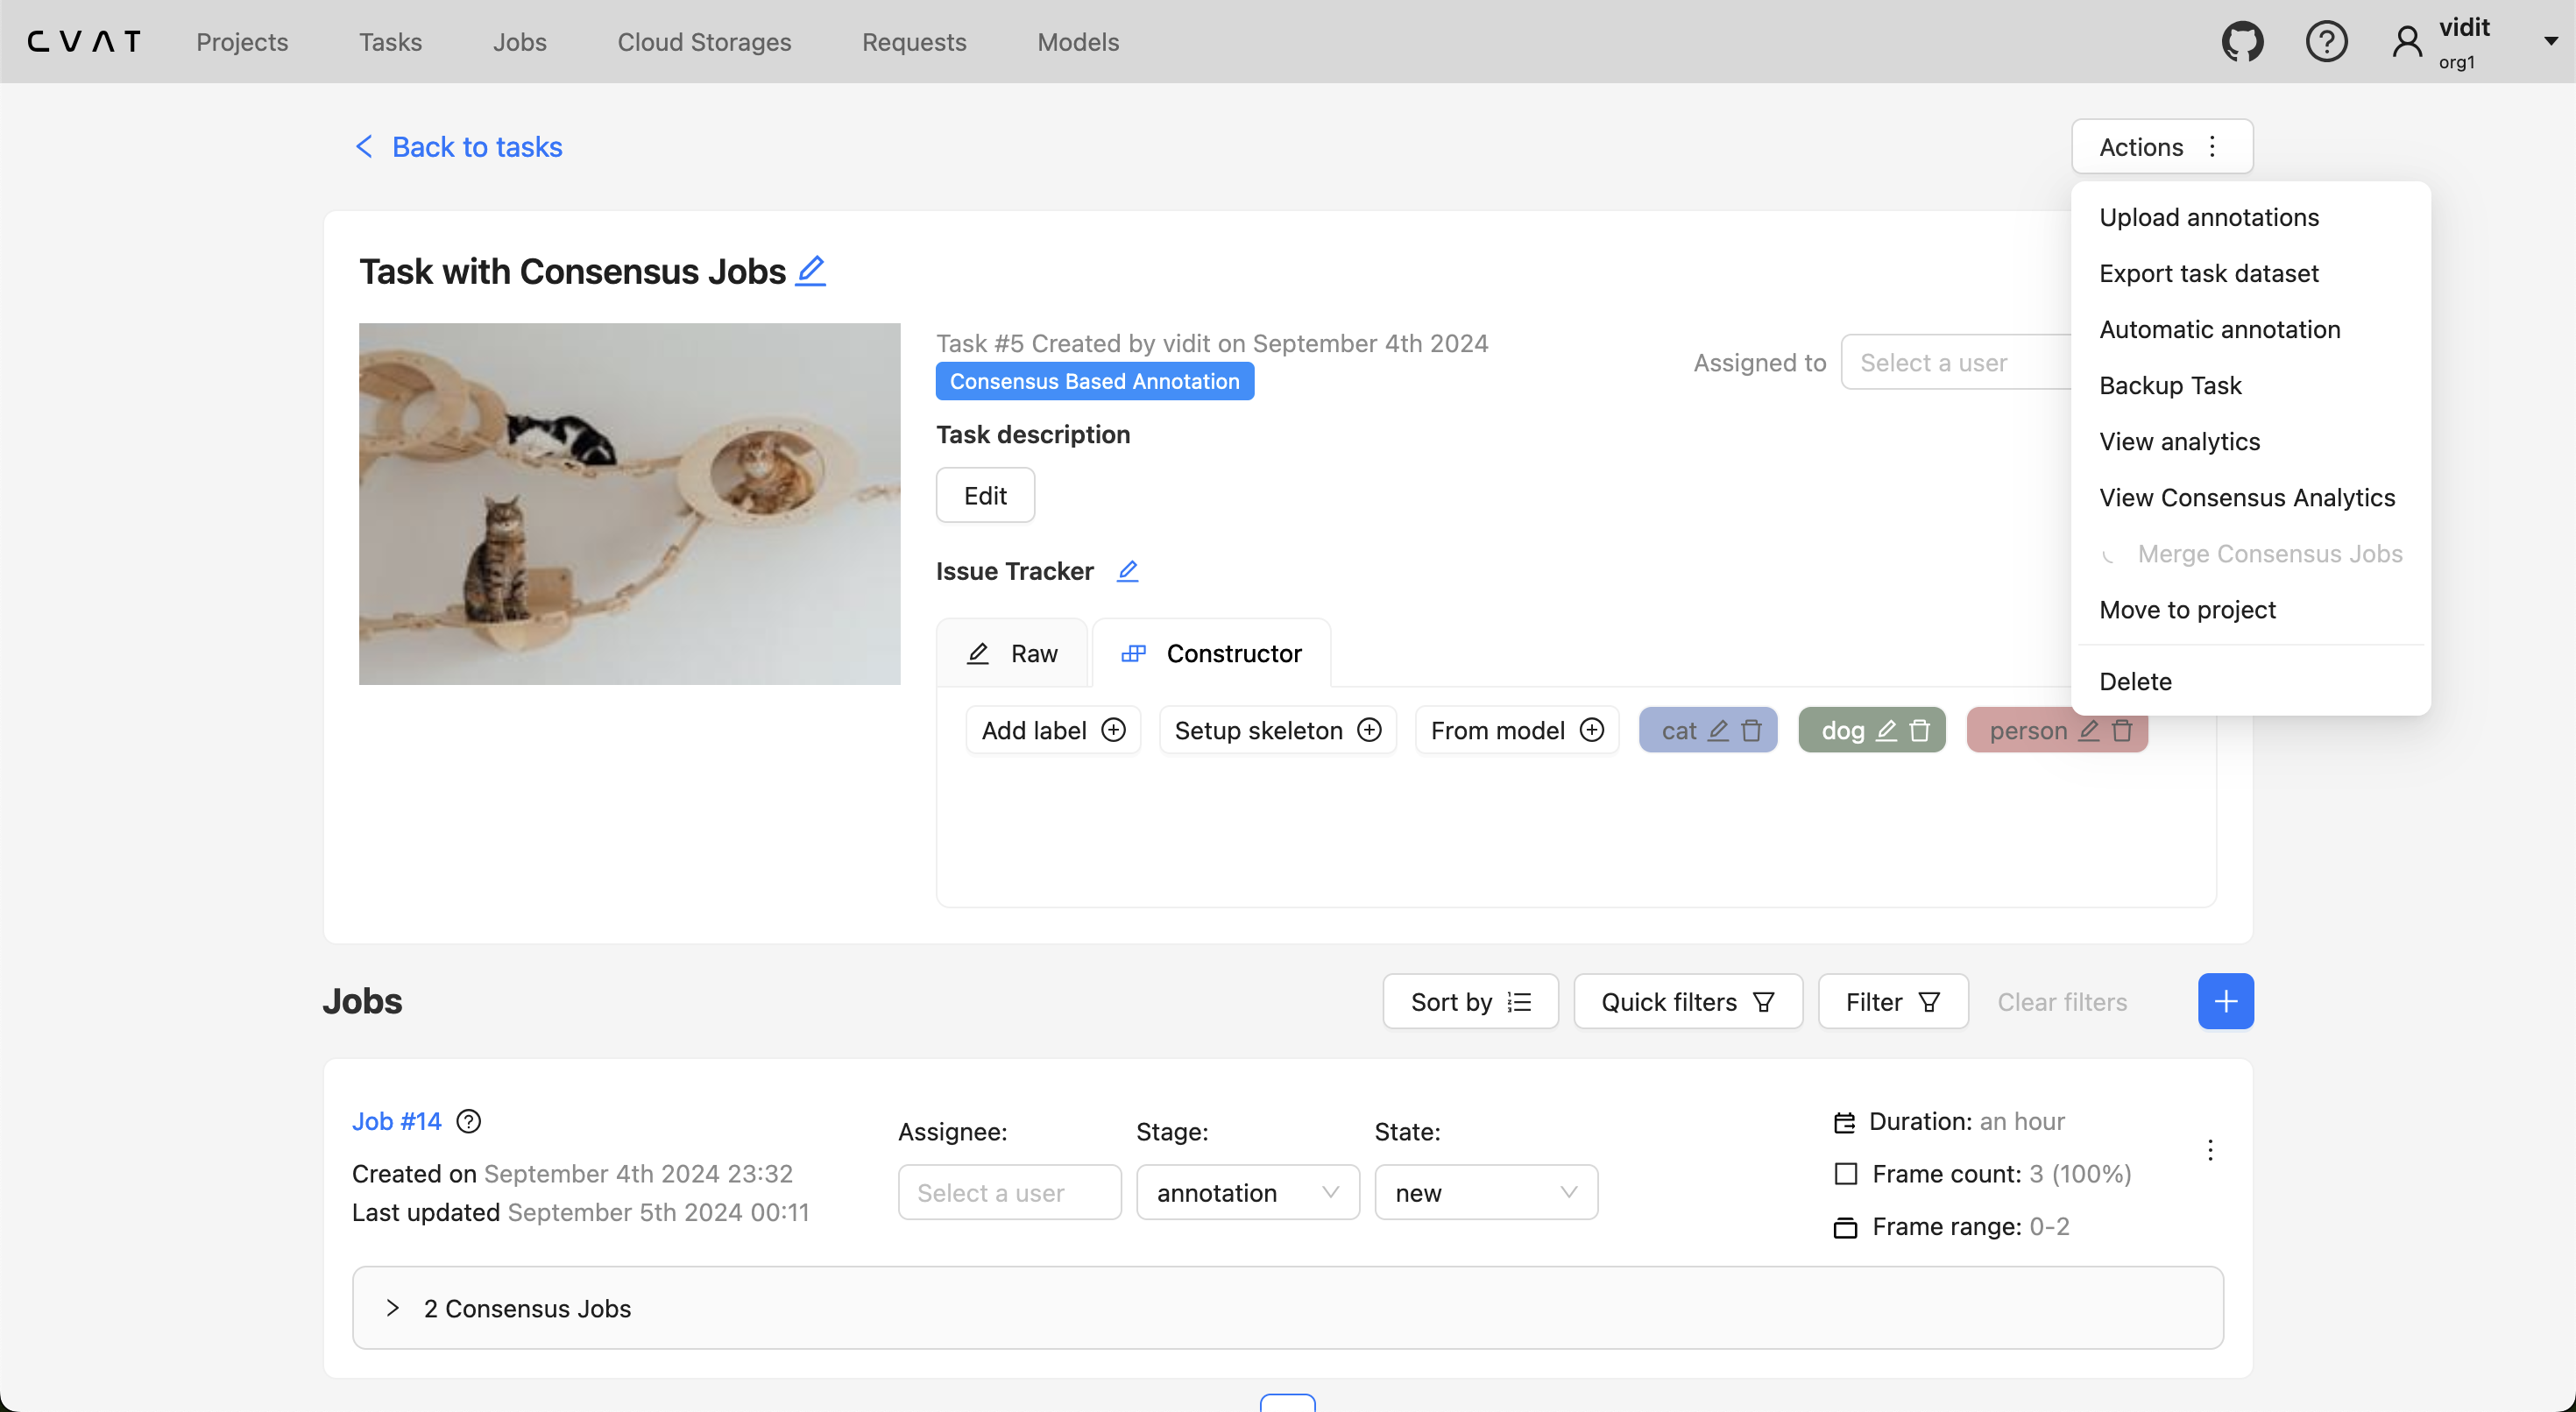 CVAT Projects Tasks Jobs Cloud Storages Requests Models vidit
org1
Back to tasks
Actions
Upload annotations
Export task dataset
Automatic annotation
Backup Task
View analytics
View Consensus Analytics
Merge Consensus Jobs
Move to project
Delete
Task with Consensus Jobs
Task #5 Created by vidit on September 4th 2024
Consensus Based Annotation
Assigned to Select a user
Task description
Edit
Issue Tracker
Raw Constructor
Add label Setup skeleton From model cat dog person
Jobs
Sort by Quick filters Filter Clear filters
Job #14
Created on September 4th 2024 23:32
Last updated September 5th 2024 00:11
Assignee: Stage: State:
Select a user annotation new
Duration: an hour
Frame count: 3 (100%)
Frame range: 0-2
2 Consensus Jobs